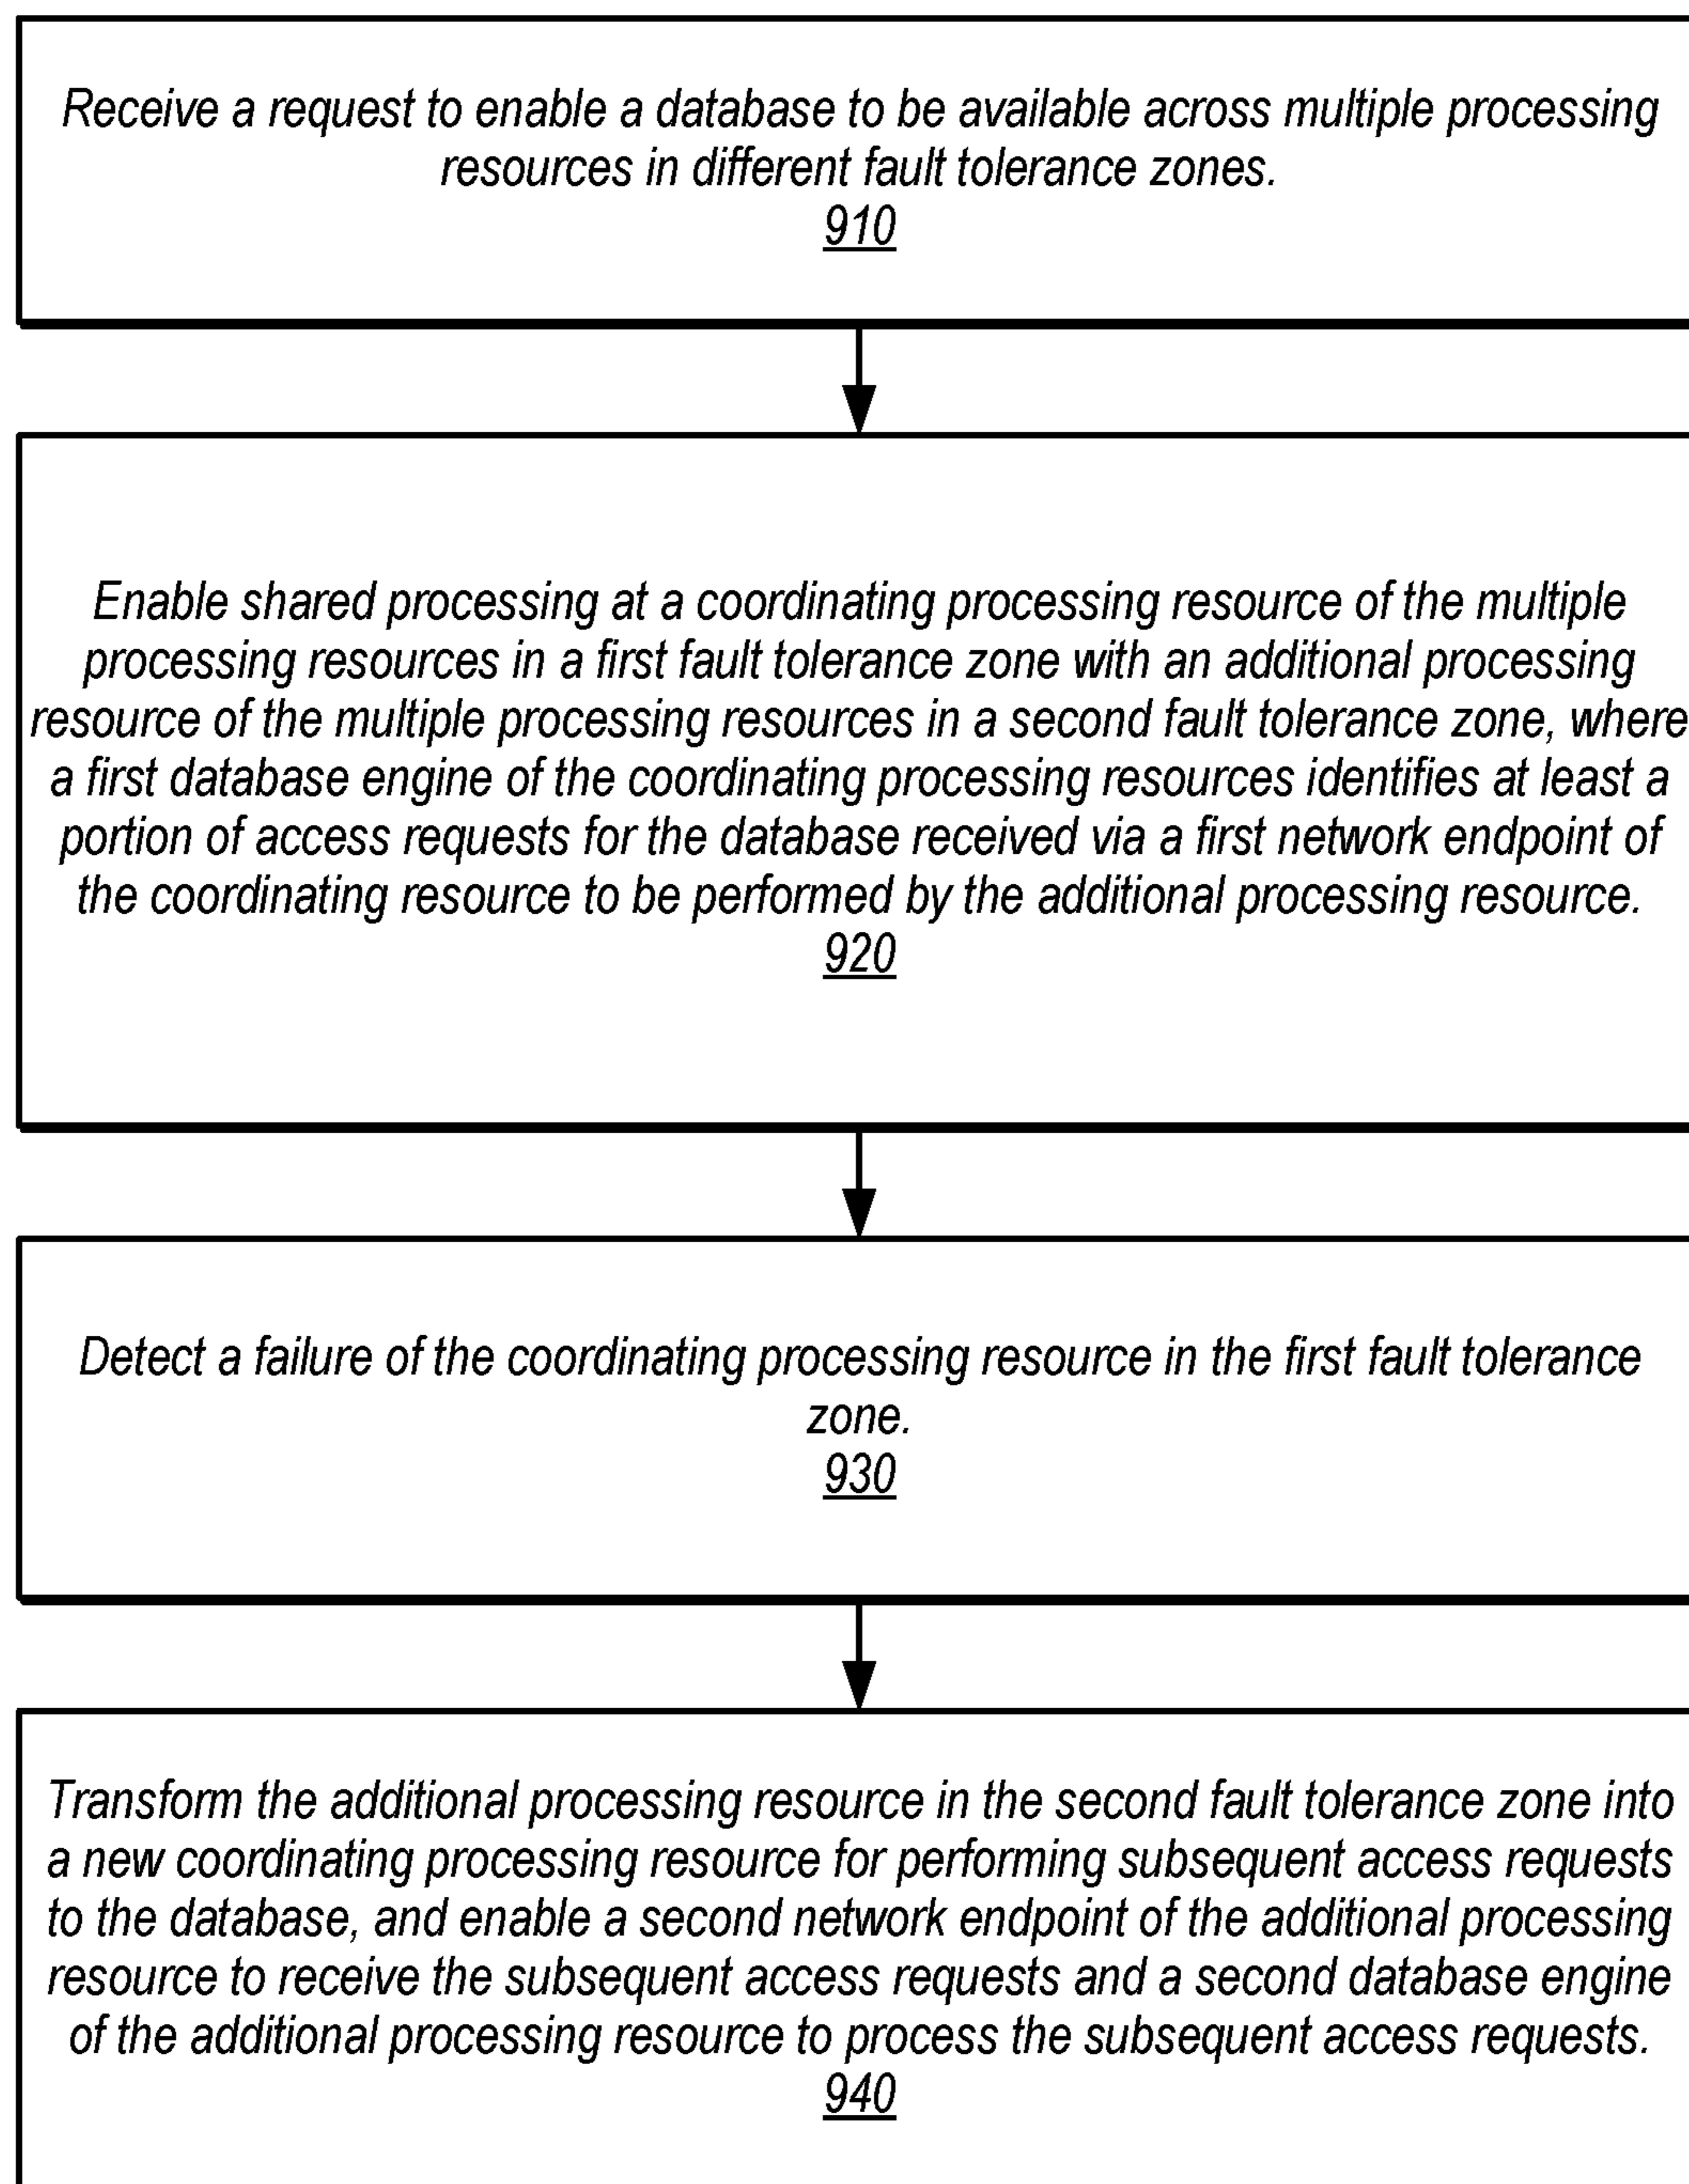 Receive a request to enable a database to be available across multiple processing
resources in different fault tolerance zones.
910
Enable shared processing at a coordinating processing resource of the multiple
processing resources in a first fault tolerance zone with an additional processing
resource of the multiple processing resources in a second fault tolerance zone, where
a first database engine of the coordinating processing resources identifies at least a
portion of access requests for the database received via a first network endpoint of
the coordinating resource to be performed by the additional processing resource.
920
Detect a failure of the coordinating processing resource in the first fault tolerance
zone.
930
Transform the additional processing resource in the second fault tolerance zone into
a new coordinating processing resource for performing subsequent access requests
to the database, and enable a second network endpoint of the additional processing
resource to receive the subsequent access requests and a second database engine
of the additional processing resource to process the subsequent access requests.
940